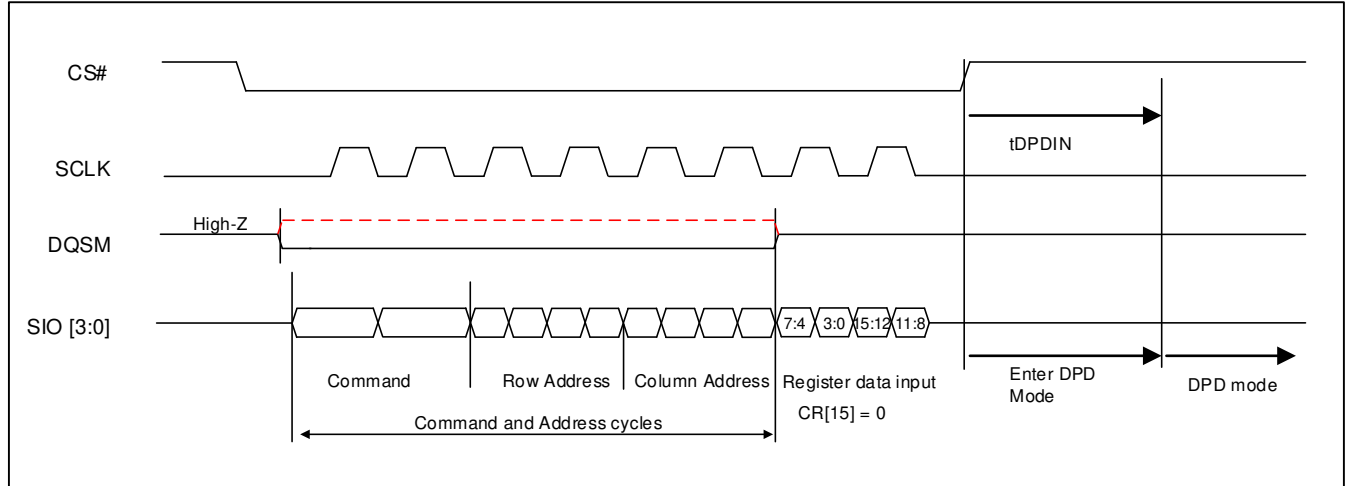 CS#
tDPDIN
SCLK
High-Z
DQSM
SIO [3:0]
7:4 3:0 15:12 11:8
Command Row Address Column Address Register data input Enter DPD Mode DPD mode
CR[15] = 0
Command and Address cycles